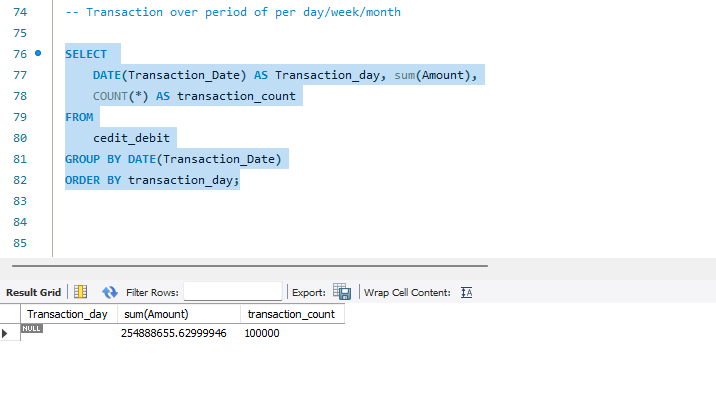 74 -- Transaction over period of per day/week/month
75
76 SELECT
77 DATE(Transaction_Date) AS Transaction_day, sum(Amount),
78 COUNT(*) AS transaction_count
79 FROM
80 cedit_debit
81 GROUP BY DATE(Transaction_Date)
82 ORDER BY transaction_day;
83
84
85
Result Grid Filter Rows: Export: Wrap Cell Content:
Transaction_day sum(Amount) transaction_count
NULL 254888655.62999946 100000